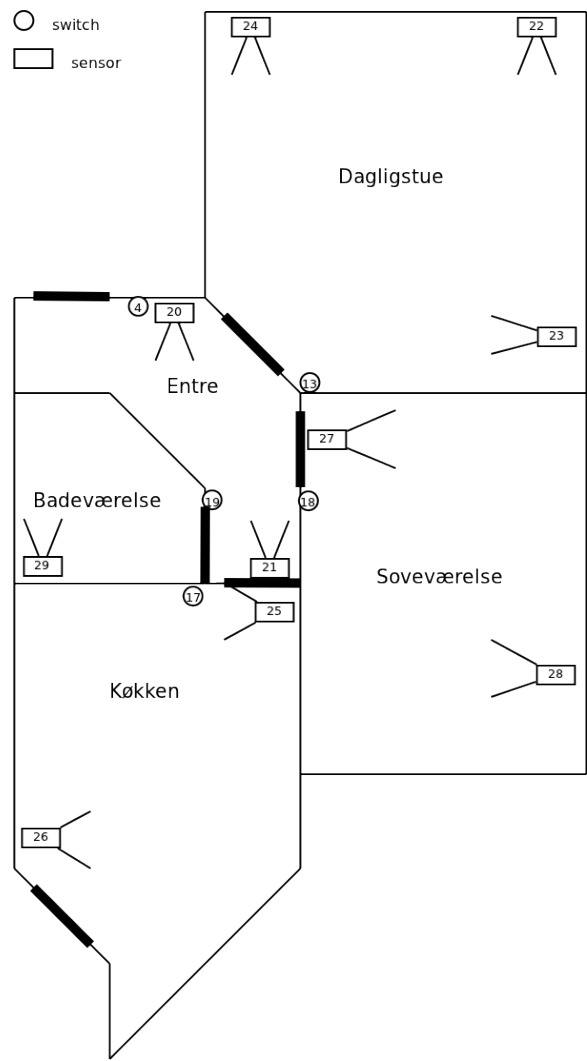 switch
sensor
24
22
Dagligstue
4
20
23
Entre
13
27
Badeværelse
19
18
29
21
Soveværelse
17
25
Køkken
28
26